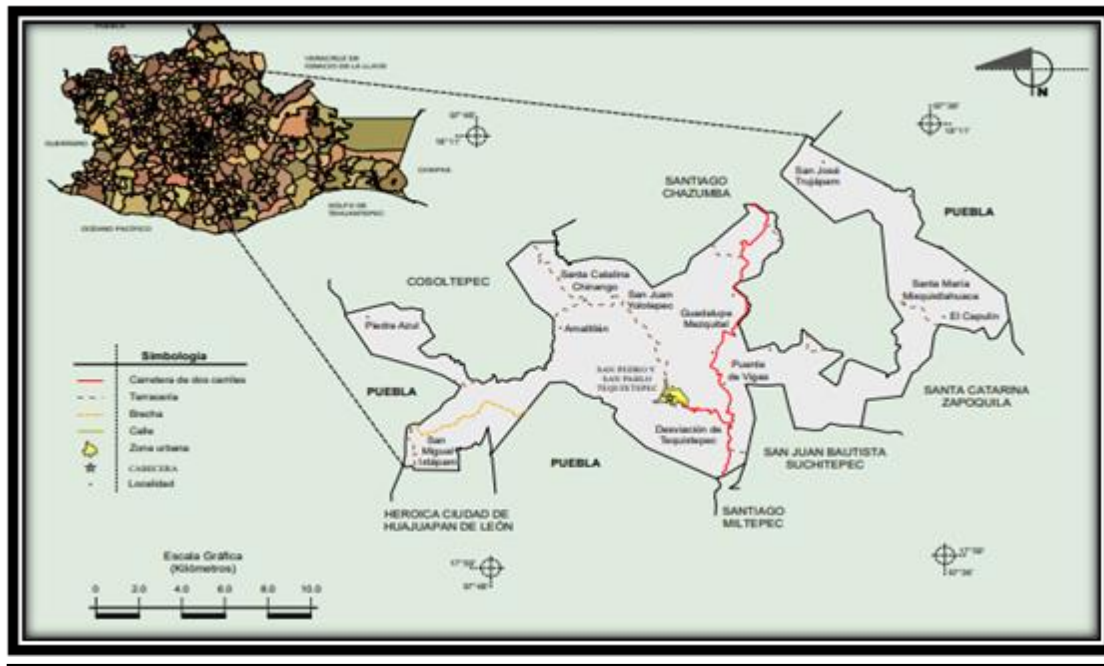 PUEBLA
VERACRUZ DE
IGNACIO DE LA LLAVE
GUERRERO
CHIAPAS
GOLFO DE
TEHUANTEPEC
OCÉANO PACÍFICO
N
SANTIAGO
CHAZUMBA
San José
Trujápam
PUEBLA
COSOLTEPEC
Santa Catalina
Chinango
San Juan
Yolotepec
Santa María
Mixquistlahuaca
El Capulín
Guadalupe
Mezquital
Piedra Azul
Amatitlán
Simbología
Carretera de dos carriles
Terracería
Brecha
Calle
Zona urbana
CABECERA
Localidad
PUEBLA
SAN PEDRO Y
SAN PABLO
TEQUIXTEPEC
Puente
de Vigas
SANTA CATARINA
ZAPOQUILA
Desviación de
Tequistepec
San
Miguel
Ixtápam
PUEBLA
SAN JUAN BAUTISTA
SUCHITEPEC
HEROICA CIUDAD DE
HUAJUAPAN DE LEÓN
SANTIAGO
MILTEPEC
Escala Gráfica
(Kilómetros)
0 2.0 4.0 6.0 8.0 10.0